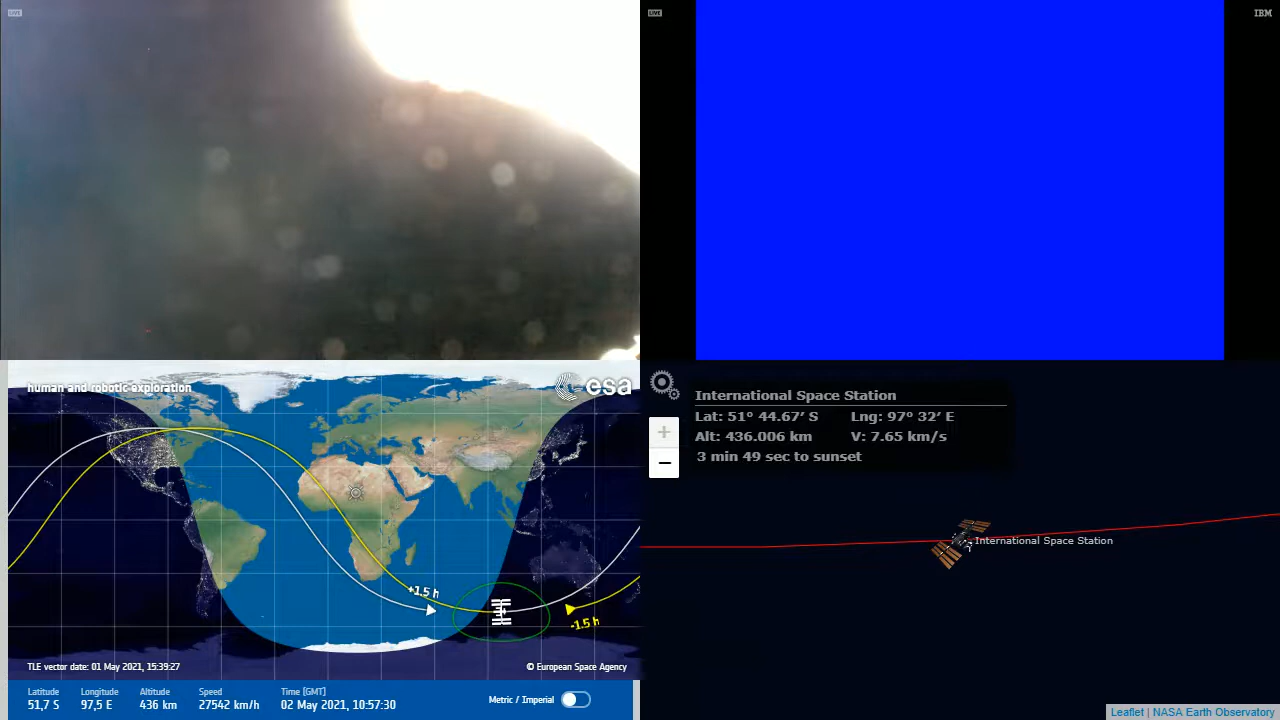 LIVE
LIVE
IBM
human and robotic exploration
esa
+1.5 h
-1.5 h
TLE vector date: 01 May 2021, 15:39:27
© European Space Agency
Latitude Longitude Altitude Speed Time [GMT]
51,7 S 97,5 E 436 km 27542 km/h 02 May 2021, 10:57:30
Metric / Imperial
International Space Station
Lat: 51° 44.67′ S Lng: 97° 32′ E
Alt: 436.006 km V: 7.65 km/s
3 min 49 sec to sunset
+
−
International Space Station
Leaflet | NASA Earth Observatory